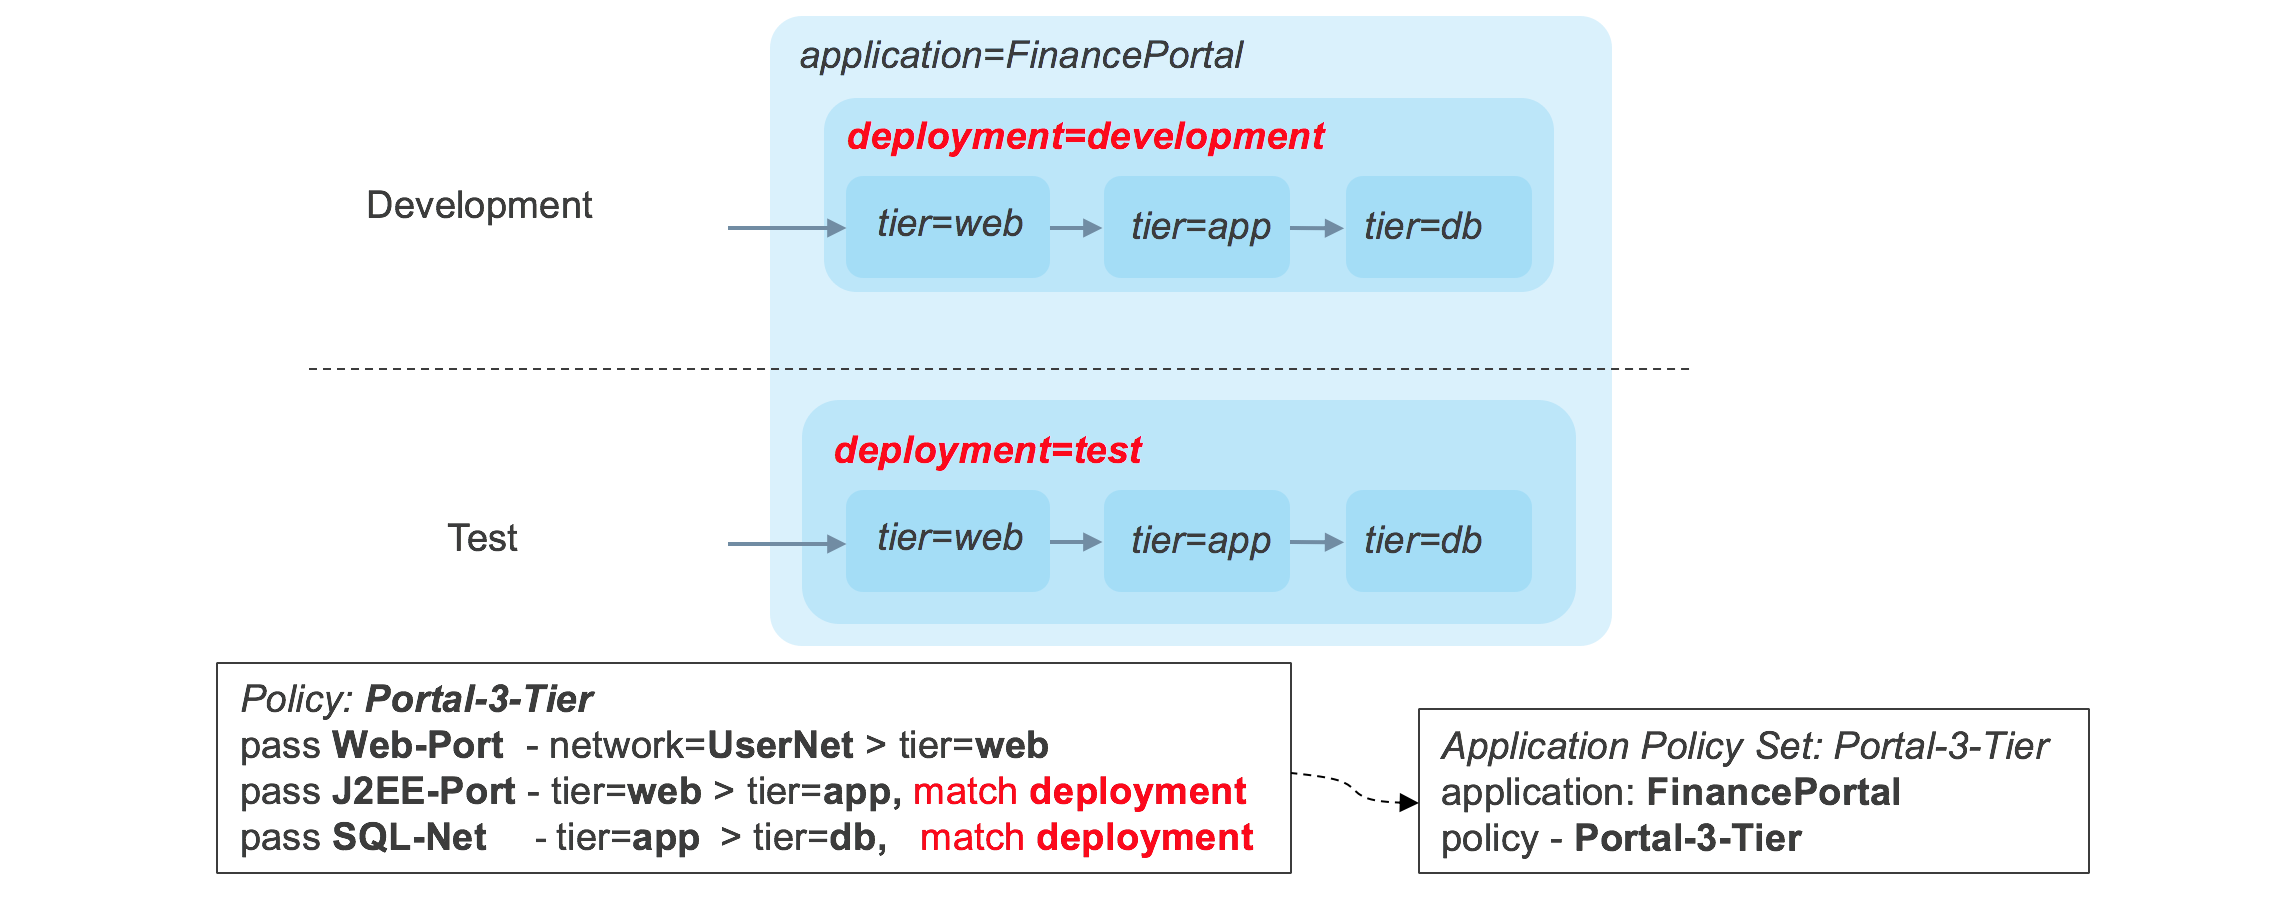 application=FinancePortal
deployment=development
Development
tier=web
tier=app
tier=db
deployment=test
Test
tier=web
tier=app
tier=db
Policy: Portal-3-Tier
pass Web-Port - network=UserNet > tier=web
pass J2EE-Port - tier=web > tier=app, match deployment
pass SQL-Net - tier=app > tier=db, match deployment
Application Policy Set: Portal-3-Tier
application: FinancePortal
policy - Portal-3-Tier